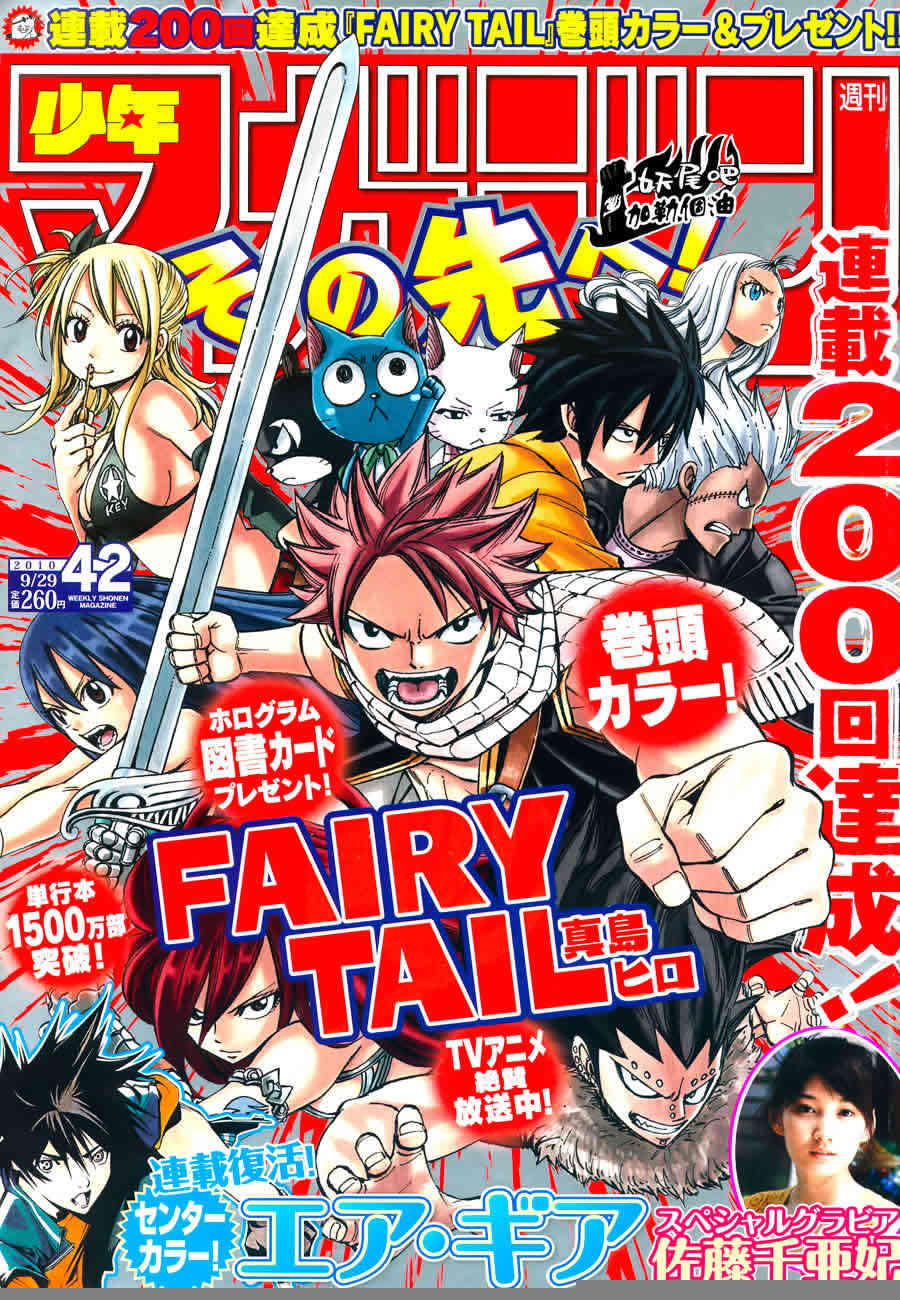 連載200回達成『FAIRY TAIL』巻頭カラー＆プレゼント!!
少年
マガジン
週刊
妖尾吧
加勒個油
その先へ!
連載200回達成!!
KEY
2010
9/29
42
定価260円
WEEKLY SHONEN
MAGAZINE
巻頭
カラー!
ホログラム
図書カード
プレゼント!
FAIRY
TAIL
真島
ヒロ
単行本
1500万部
突破!
TVアニメ
絶賛
放送中!
連載復活!
センター
カラー!
エア・ギア
スペシャルグラビア
佐藤千亜妃